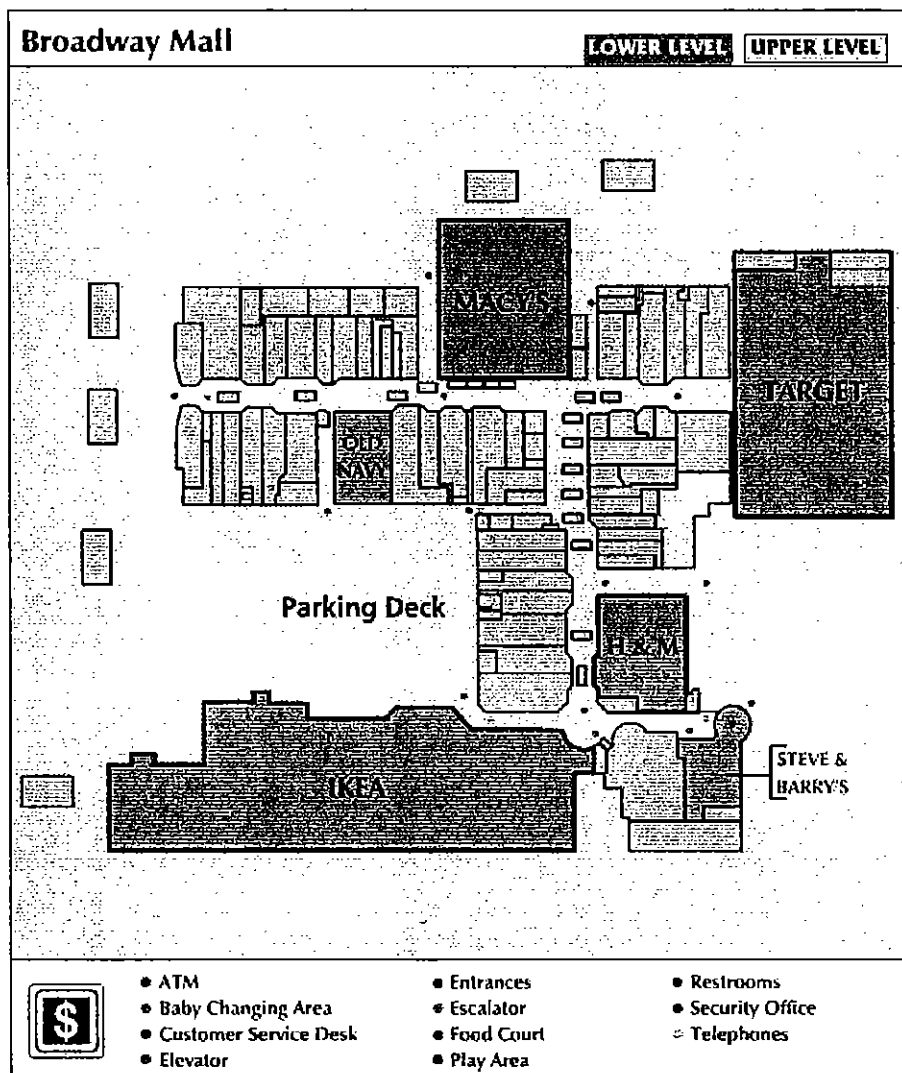 Broadway Mall
LOWER LEVEL
UPPER LEVEL
MACY'S
TARGET
OLD
NAVY
Parking Deck
H & M
IKEA
STEVE &
BARRY'S
$
ATM
Baby Changing Area
Customer Service Desk
Elevator
Entrances
Escalator
Food Court
Play Area
Restrooms
Security Office
Telephones